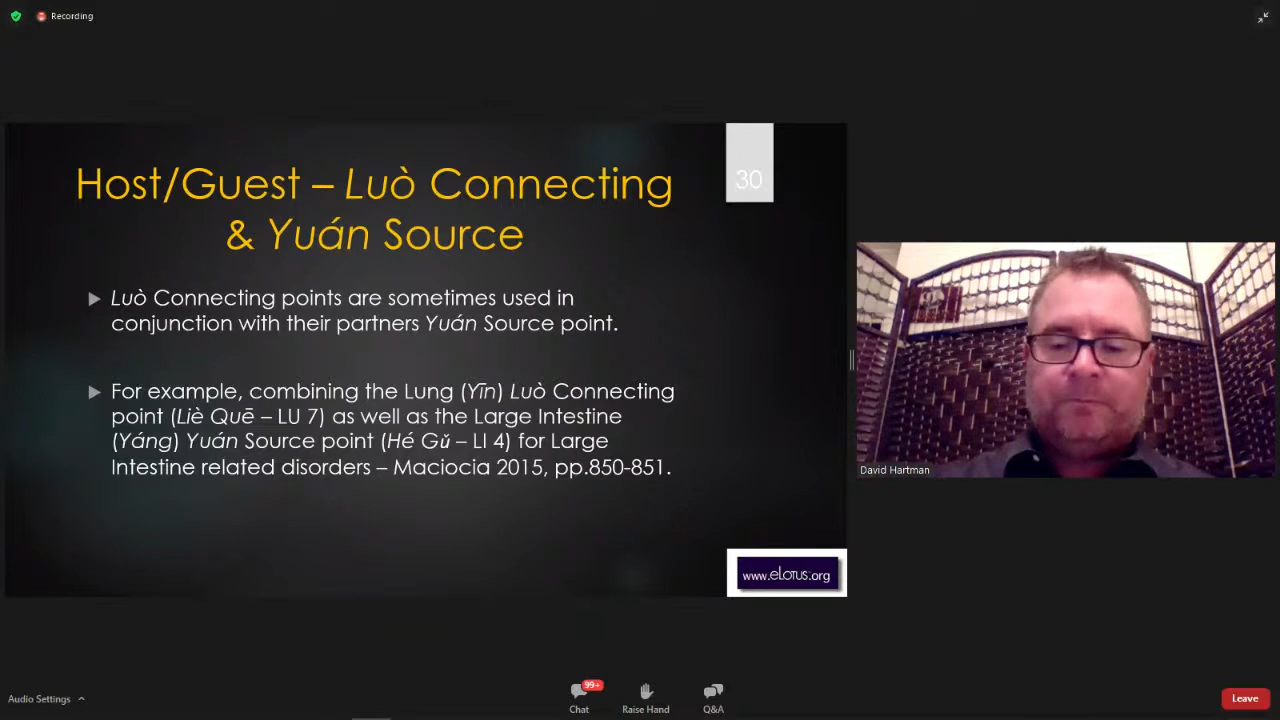 Recording
Host/Guest – Luò Connecting
& Yuán Source
30
Luò Connecting points are sometimes used in
conjunction with their partners Yuán Source point.
For example, combining the Lung (Yīn) Luò Connecting
point (Liè Quē – LU 7) as well as the Large Intestine
(Yáng) Yuán Source point (Hé Gǔ – LI 4) for Large
Intestine related disorders – Maciocia 2015, pp.850-851.
David Hartman
www.eLOTUS.org
Audio Settings
99+
Chat
Raise Hand
Q&A
Leave